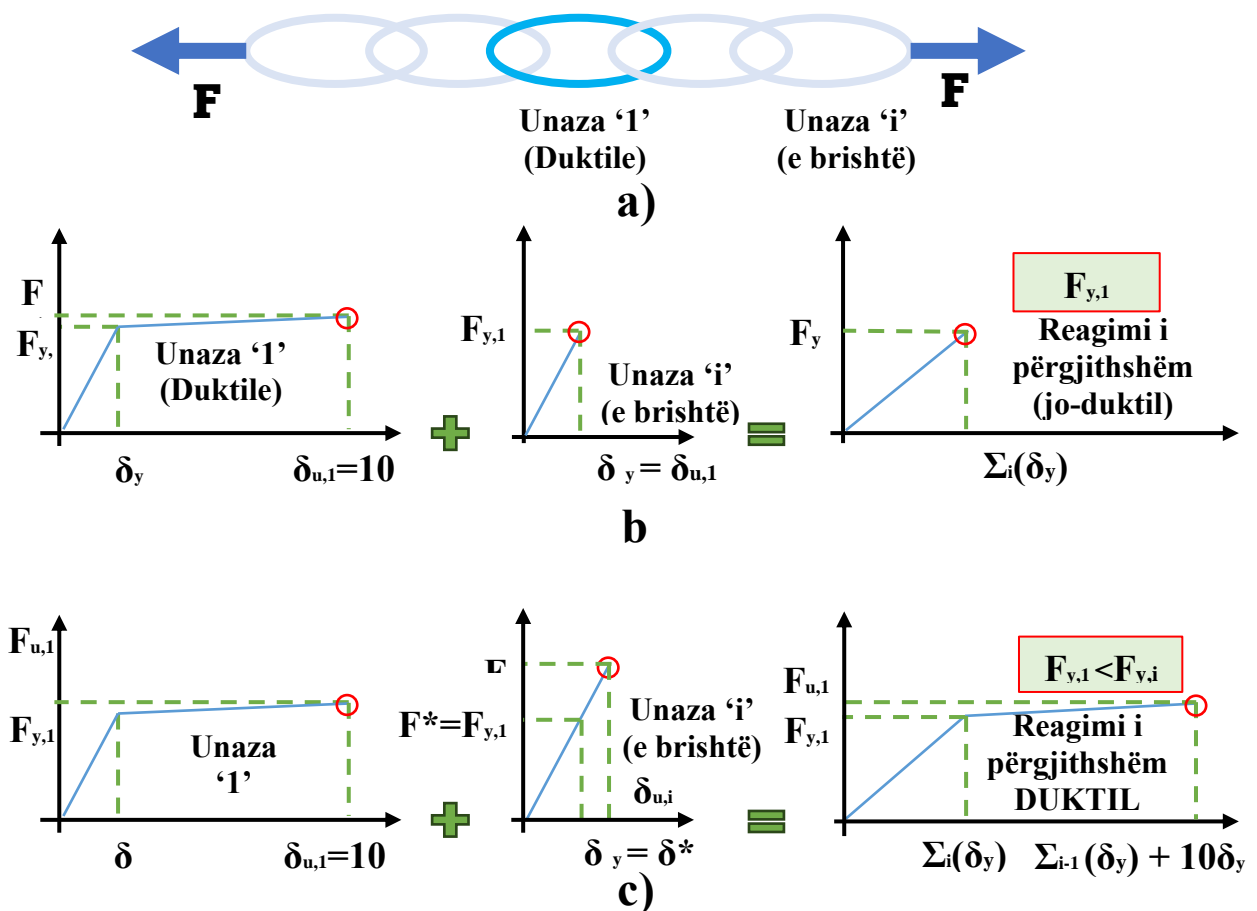 F
F
Unaza ‘1’
(Duktile)
Unaza ‘i’
(e brishtë)
a)
F
Fy,
Unaza ‘1’
(Duktile)
δy
δu,1=10
Fy,1
Unaza ‘i’
(e brishtë)
δ y = δu,1
Fy
Fy,1
Reagimi i
përgjithshëm
(jo-duktil)
Σi(δy)
b
Fu,1
Fy,1
Unaza
‘1’
δ
δu,1=10
F*=Fy,1
Unaza ‘i’
(e brishtë)
δu,i
δ y = δ*
Fu,1
Fy,1
Fy,1<Fy,i
Reagimi i
përgjithshëm
DUKTIL
Σi(δy)
Σi-1 (δy) + 10δy
c)